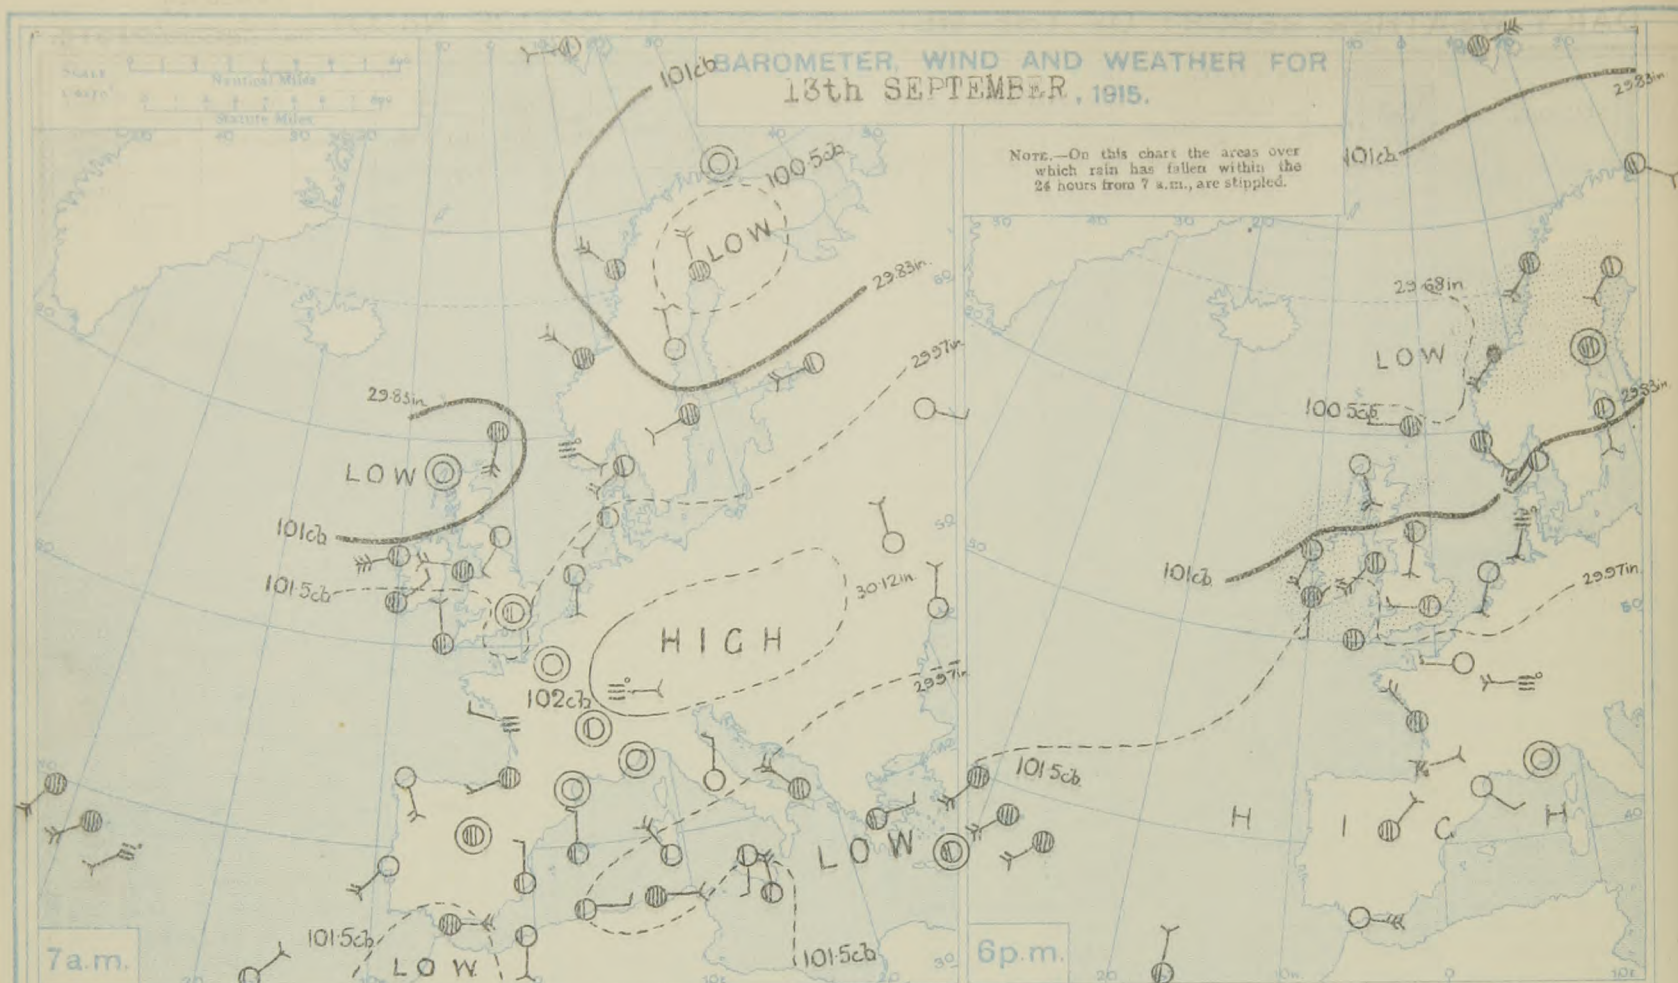 BAROMETER, WIND AND WEATHER FOR
13th SEPTEMBER, 1915.
NOTE.—On this chart the areas over
which rain has fallen within the
24 hours from 7 a.m., are stippled.
SCALE
Nautical Miles
Statute Miles
101cb
100.5cb
LOW
29.83in.
29.97in.
29.83in.
LOW
101cb
101.5cb
30.12in.
HIGH
102cb
29.97in.
LOW
101.5cb
LOW
101.5cb
7a.m.
29.83in.
101cb
29.68in
LOW
100.5cb
29.83in.
101cb
29.97in.
101.5cb
H I G H
6p.m.